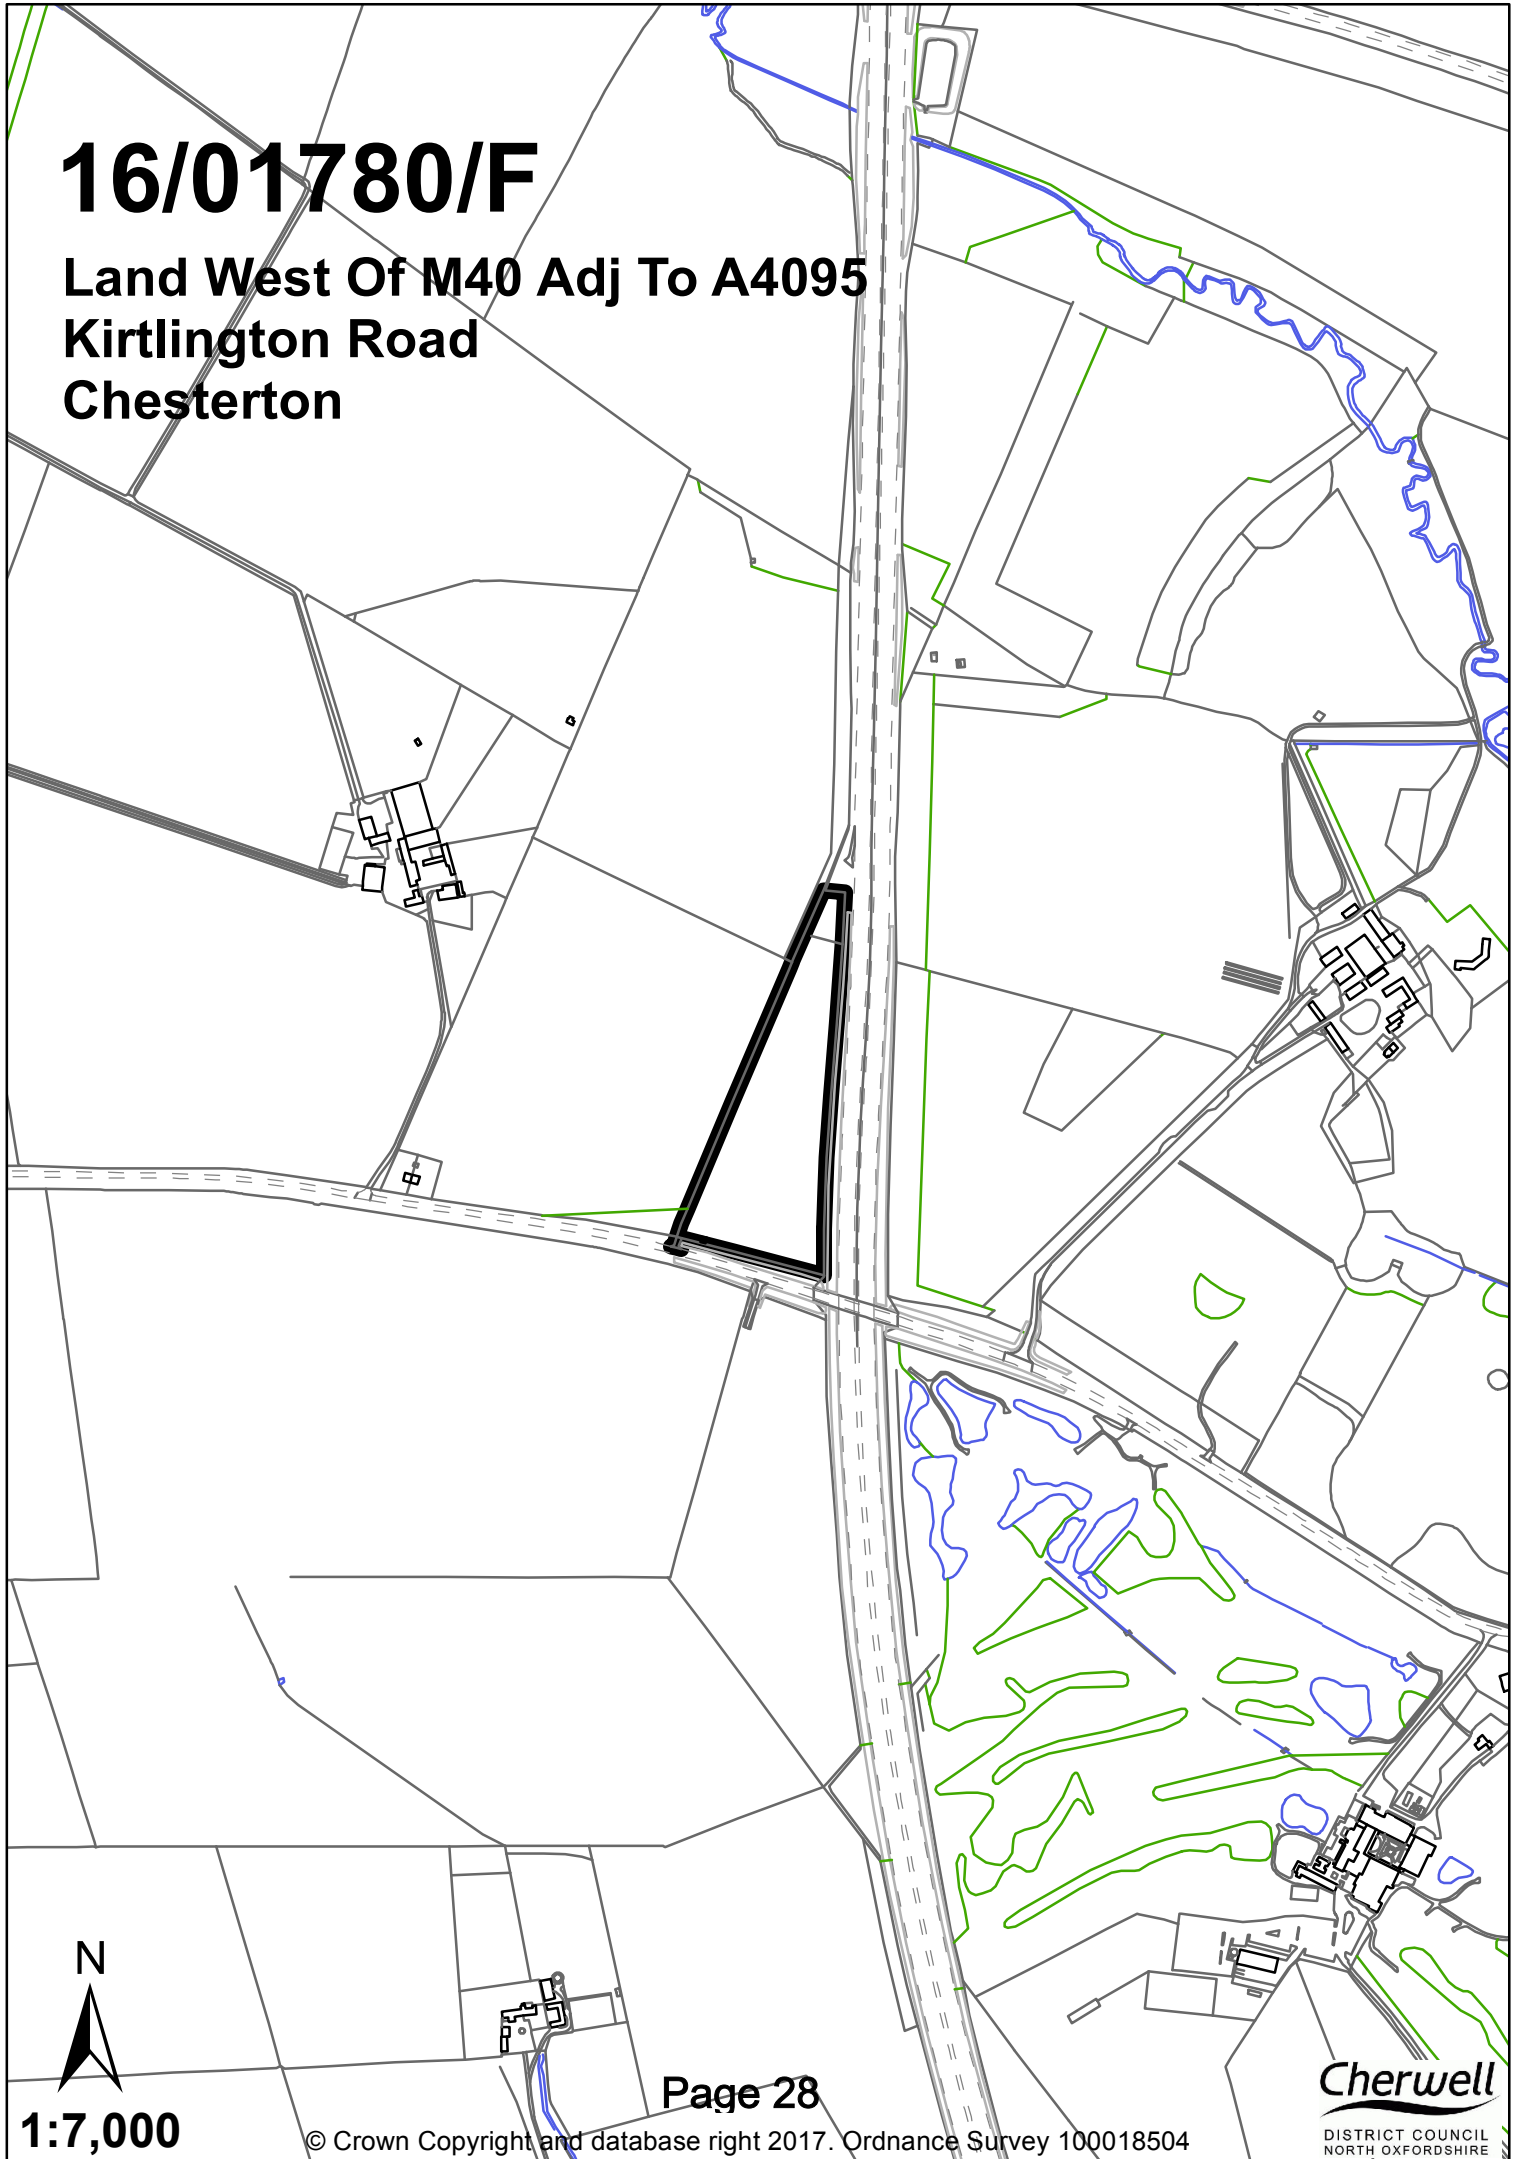 16/01780/F
Land West Of M40 Adj To A4095
Kirtlington Road
Chesterton
N
1:7,000
Page 28
© Crown Copyright and database right 2017. Ordnance Survey 100018504
Cherwell
DISTRICT COUNCIL
NORTH OXFORDSHIRE